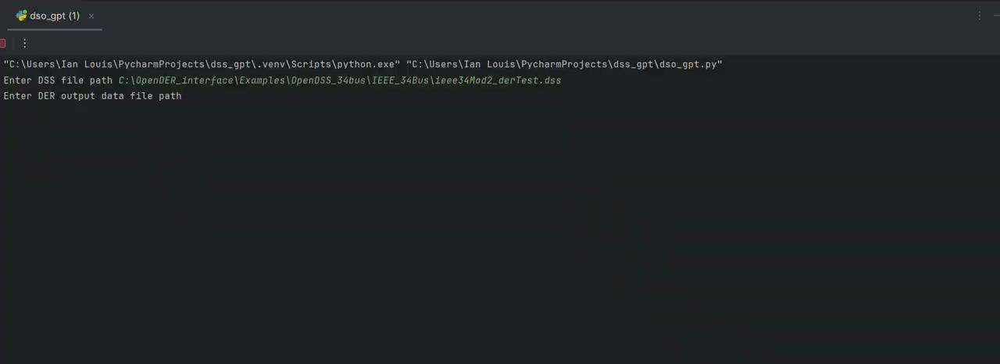 dso_gpt (1)
"C:\Users\Ian Louis\PycharmProjects\dss_gpt\.venv\Scripts\python.exe" "C:\Users\Ian Louis\PycharmProjects\dss_gpt\dso_gpt.py"
Enter DSS file path C:\OpenDER_interface\Examples\OpenDSS_34bus\IEEE_34Bus\ieee34Mod2_derTest.dss
Enter DER output data file path